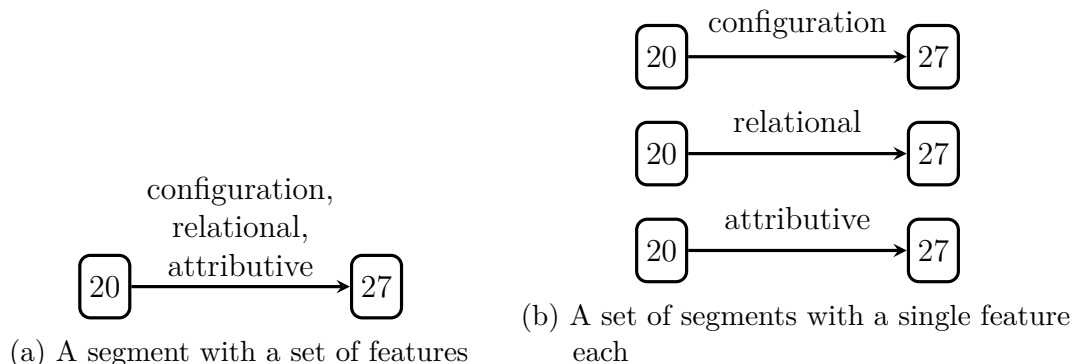 configuration,
relational,
attributive
20 27
(a) A segment with a set of features
configuration
20 27
relational
20 27
attributive
20 27
(b) A set of segments with a single feature
each